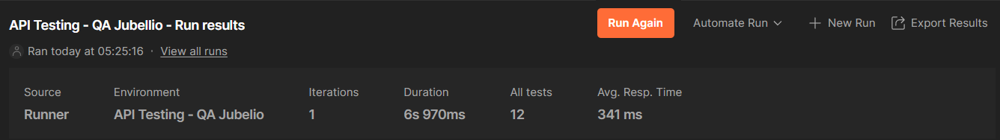 API Testing - QA Jubellio - Run results
Run Again
Automate Run
New Run
Export Results
Ran today at 05:25:16 · View all runs
Source Environment Iterations Duration All tests Avg. Resp. Time
Runner API Testing - QA Jubelio 1 6s 970ms 12 341 ms